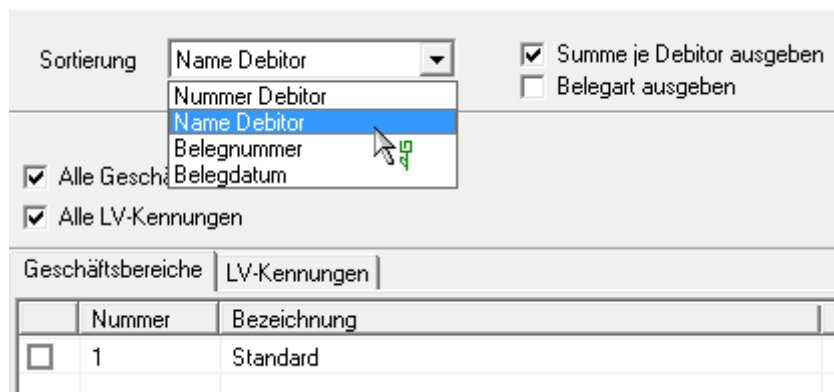 Sortierung
Name Debitor
Summe je Debitor ausgeben
Belegart ausgeben
Nummer Debitor
Name Debitor
Belegnummer
Belegdatum
Alle Geschä
Alle LV-Kennungen
Geschäftsbereiche LV-Kennungen
Nummer Bezeichnung
1 Standard